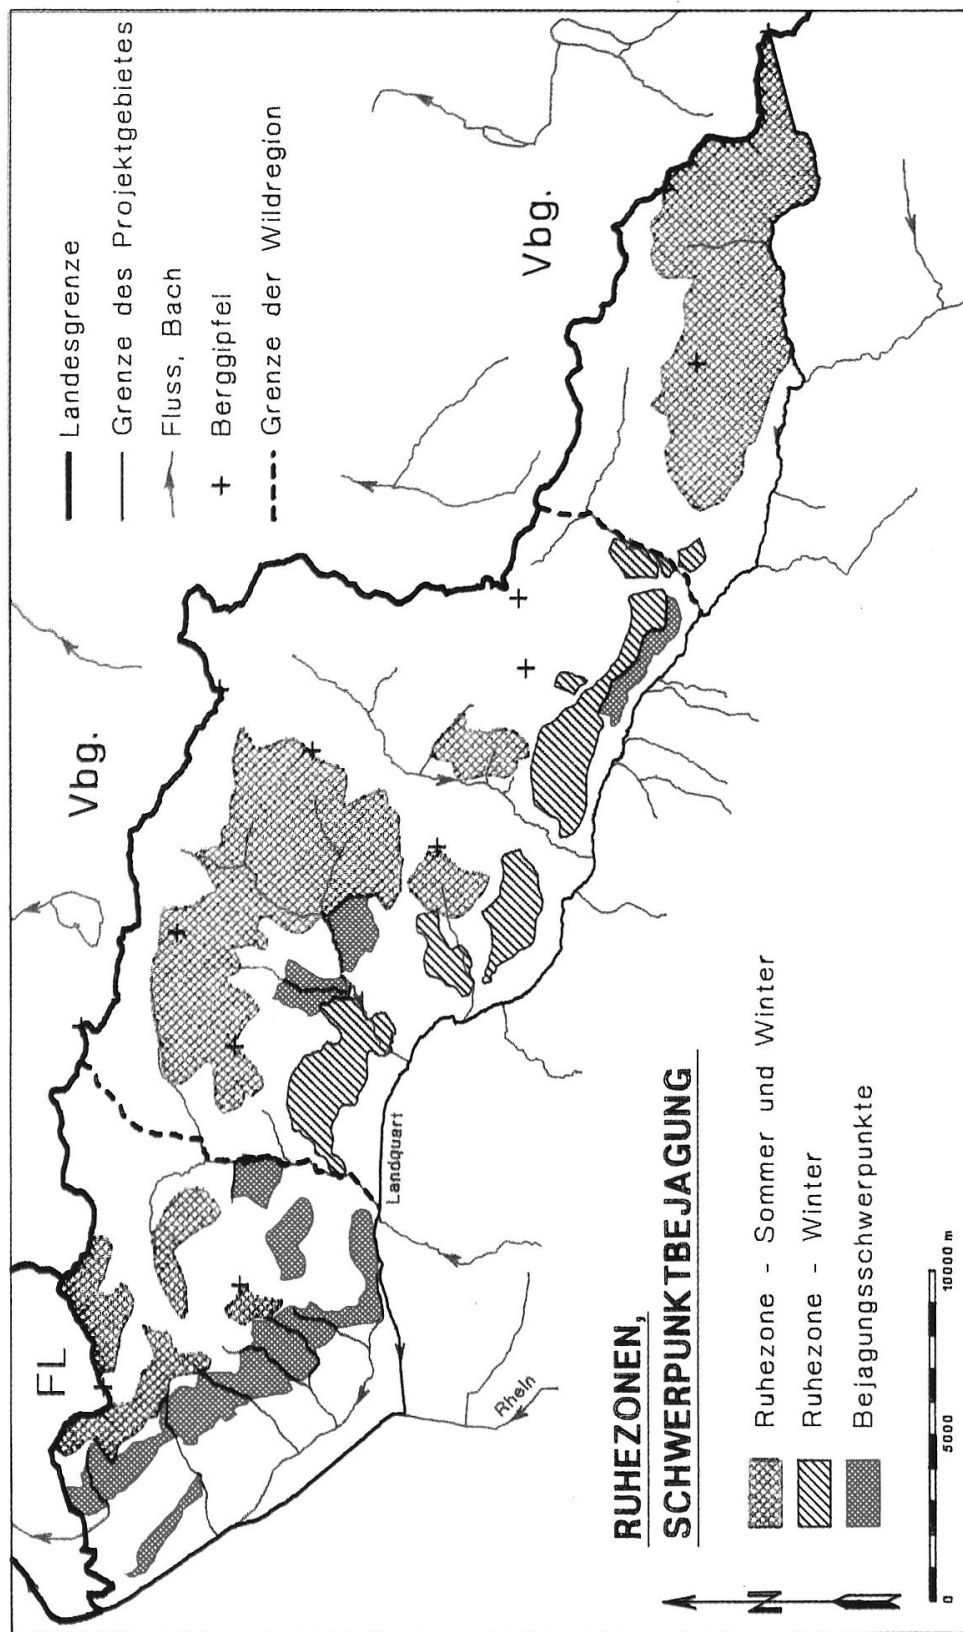 Landesgrenze
Grenze des Projektgebietes
Fluss, Bach
Berggipfel
Grenze der Wildregion
FL
Vbg.
Vbg.
Landquart
Rhein
RUHEZONEN,
SCHWERPUNKTBEJAGUNG
Ruhezone - Sommer und Winter
Ruhezone - Winter
Bejagungsschwerpunkte
N
0 5000 10000 m